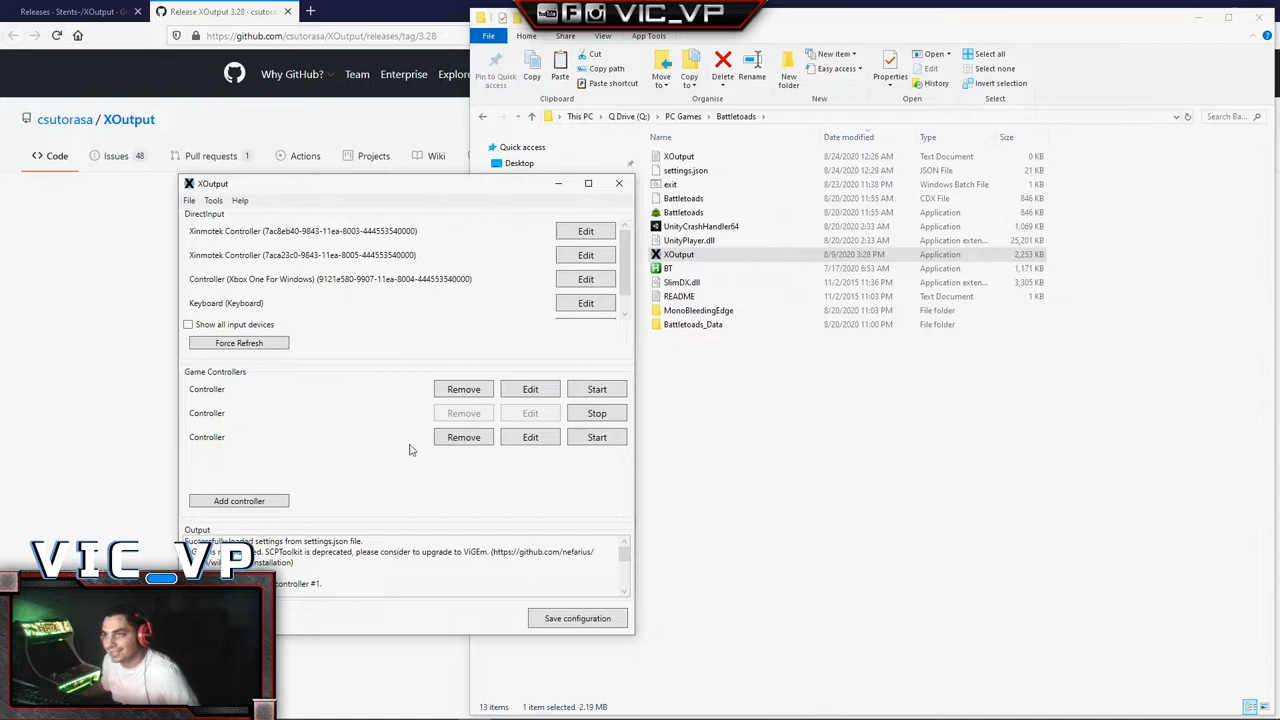 Releases · Stents-/XOutput · G
Release XOutput 3.28 · csutoras
https://github.com/csutorasa/XOutput/releases/tag/3.28
Why GitHub?
Team
Enterprise
Explore
csutorasa / XOutput
Code
Issues 48
Pull requests 1
Actions
Projects
Wiki
VIC_VP
File
Home
Share
View
App Tools
Pin to Quick access
Copy
Paste
Cut
Copy path
Paste shortcut
Clipboard
Move to
Copy to
Delete
Rename
Organise
New folder
New item
Easy access
New
Properties
Open
Edit
History
Open
Select all
Select none
Invert selection
Select
This PC > Q Drive (Q:) > PC Games > Battletoads >
Search Ba...
Quick access
Desktop
Name Date modified Type Size
XOutput 8/24/2020 12:26 AM Text Document 0 KB
settings.json 8/24/2020 12:29 AM JSON File 21 KB
exit 8/23/2020 11:38 PM Windows Batch File 1 KB
Battletoads 8/20/2020 11:55 AM CDX File 846 KB
Battletoads 8/20/2020 11:55 AM Application 846 KB
UnityCrashHandler64 8/20/2020 2:33 AM Application 1,069 KB
UnityPlayer.dll 8/20/2020 2:33 AM Application exten... 25,201 KB
XOutput 8/9/2020 3:28 PM Application 2,253 KB
BT 7/17/2020 6:53 AM Application 1,171 KB
SlimDX.dll 11/2/2015 11:36 PM Application exten... 3,305 KB
README 11/2/2015 11:03 PM Text Document 1 KB
MonoBleedingEdge 8/20/2020 11:03 PM File folder
Battletoads_Data 8/20/2020 11:00 PM File folder
XOutput
File Tools Help
DirectInput
Xinmotek Controller (7ac8eb40-9843-11ea-8003-444553540000) Edit
Xinmotek Controller (7aca23c0-9843-11ea-8005-444553540000) Edit
Controller (Xbox One For Windows) (9121e580-9907-11ea-8004-444553540000) Edit
Keyboard (Keyboard) Edit
Show all input devices
Force Refresh
Game Controllers
Controller Remove Edit Start
Controller Remove Edit Stop
Controller Remove Edit Start
Add controller
Output
Successfully loaded settings from settings.json file.
SCPToolkit is deprecated, please consider to upgrade to ViGEm. (https://github.com/nefarius/
controller #1.
Save configuration
VIC_VP
13 items 1 item selected 2.19 MB